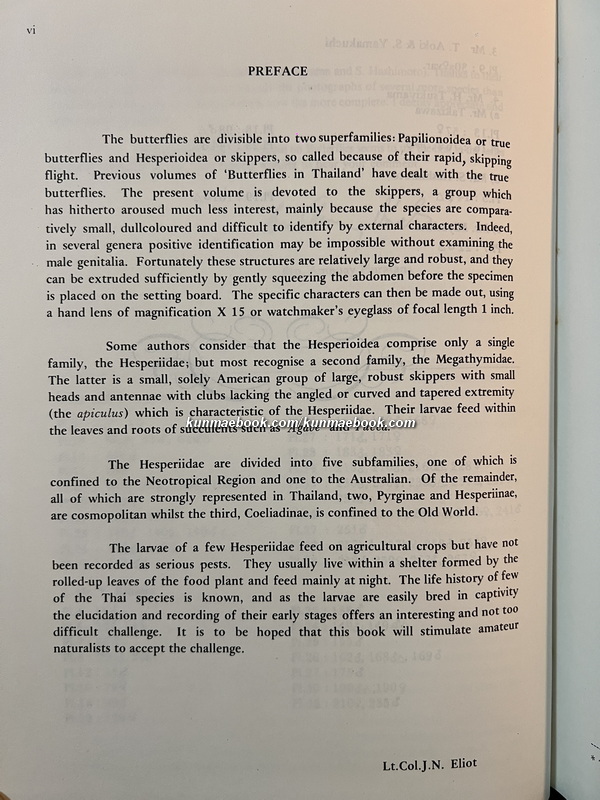 vi
PREFACE
The butterflies are divisible into two superfamilies: Papilionoidea or true
butterflies and Hesperioidea or skippers, so called because of their rapid, skipping
flight. Previous volumes of ‘Butterflies in Thailand’ have dealt with the true
butterflies. The present volume is devoted to the skippers, a group which
has hitherto aroused much less interest, mainly because the species are compara-
tively small, dullcoloured and difficult to identify by external characters. Indeed,
in several genera positive identification may be impossible without examining the
male genitalia. Fortunately these structures are relatively large and robust, and they
can be extruded sufficiently by gently squeezing the abdomen before the specimen
is placed on the setting board. The specific characters can then be made out, using
a hand lens of magnification X 15 or watchmaker's eyeglass of focal length 1 inch.
Some authors consider that the Hesperioidea comprise only a single
family, the Hesperiidae; but most recognise a second family, the Megathymidae.
The latter is a small, solely American group of large, robust skippers with small
heads and antennae with clubs lacking the angled or curved and tapered extremity
(the apiculus) which is characteristic of the Hesperiidae. Their larvae feed within
the leaves and roots of succulents such as Agave and Yucca.
kunmaebook.com/kunmaebook.com
The Hesperiidae are divided into five subfamilies, one of which is
confined to the Neotropical Region and one to the Australian. Of the remainder,
all of which are strongly represented in Thailand, two, Pyrginae and Hesperiinae,
are cosmopolitan whilst the third, Coeliadinae, is confined to the Old World.
The larvae of a few Hesperiidae feed on agricultural crops but have not
been recorded as serious pests. They usually live within a shelter formed by the
rolled-up leaves of the food plant and feed mainly at night. The life history of few
of the Thai species is known, and as the larvae are easily bred in captivity
the elucidation and recording of their early stages offers an interesting and not too
difficult challenge. It is to be hoped that this book will stimulate amateur
naturalists to accept the challenge.
Lt.Col.J.N. Eliot